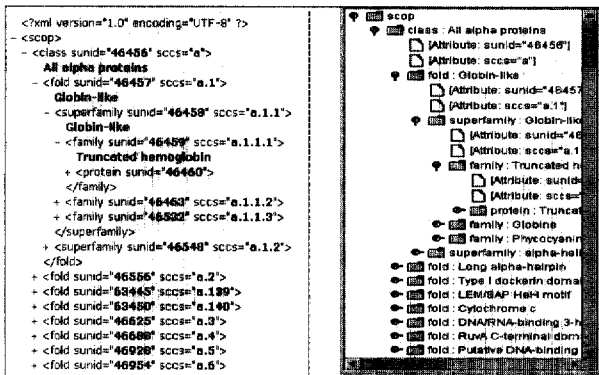 <?xml version="1.0" encoding="UTF-8" ?>
- <scop>
- <class sunid="46456" sccs="a">
All alpha proteins
- <fold sunid="46457" sccs="a.1">
Globin-like
- <superfamily sunid="46458" sccs="a.1.1">
Globin-like
- <family sunid="46459" sccs="a.1.1.1">
Truncated hemoglobin
+ <protein sunid="46460">
</family>
+ <family sunid="46463" sccs="a.1.1.2">
+ <family sunid="46532" sccs="a.1.1.3">
</superfamily>
+ <superfamily sunid="46548" sccs="a.1.2">
</fold>
+ <fold sunid="46556" sccs="a.2">
+ <fold sunid="63445" sccs="a.139">
+ <fold sunid="63450" sccs="a.140">
+ <fold sunid="46625" sccs="a.3">
+ <fold sunid="46688" sccs="a.4">
+ <fold sunid="46928" sccs="a.5">
+ <fold sunid="46954" sccs="a.6">
scop
class : All alpha proteins
[Attribute: sunid="46456"]
[Attribute: sccs="a"]
fold : Globin-like
[Attribute: sunid="46457
[Attribute: sccs="a.1"]
superfamily : Globin-lik
[Attribute: sunid="46
[Attribute: sccs="a.1
family : Truncated h
[Attribute: sunid=
[Attribute: sccs="
protein : Truncat
family : Globins
family : Phycocyanin
superfamily : alpha-heli
fold : Long alpha-hairpin
fold : Type I dockerin domain
fold : LEM/SAP HeH motif
fold : Cytochrome c
fold : DNA/RNA-binding 3-h
fold : RuvA C-terminal dom
fold : Putative DNA-binding